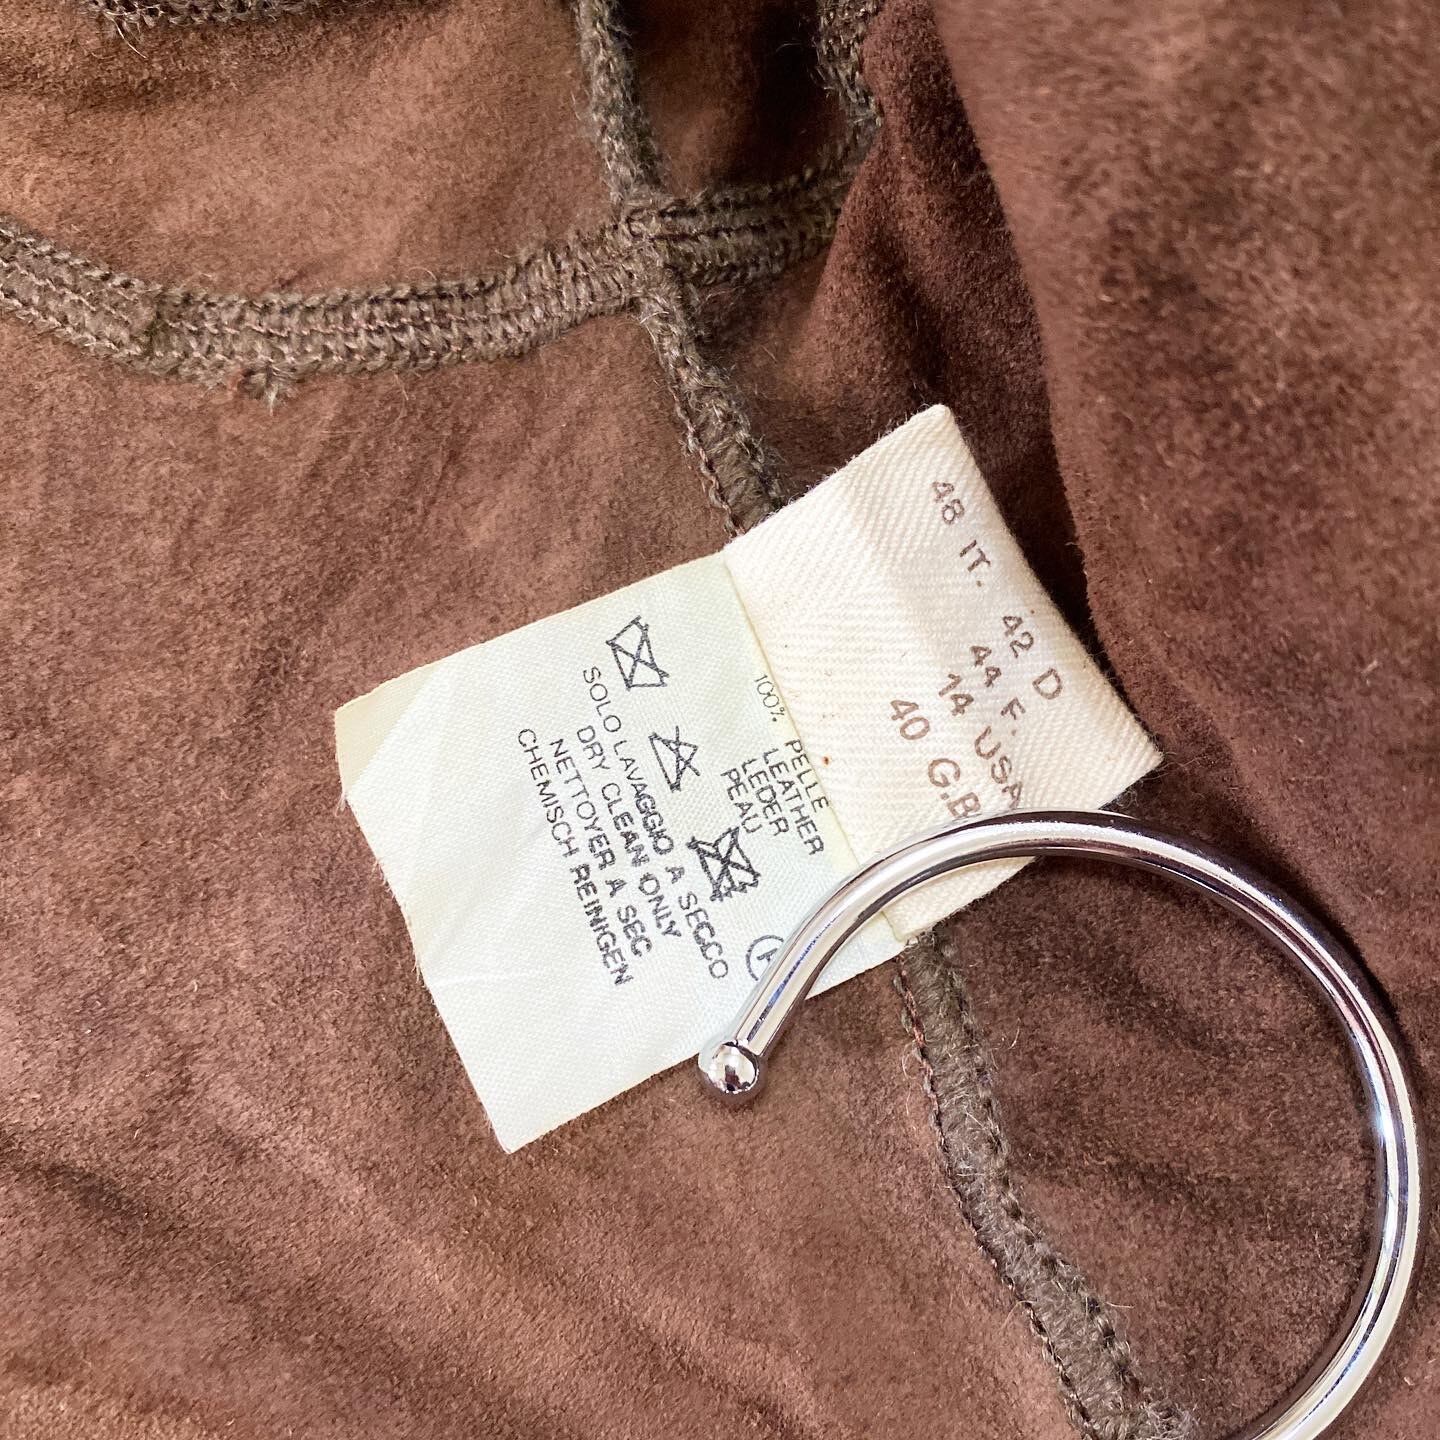 48 IT.
42 D
44 F.
14 USA
40 G.B
100% PELLE
LEATHER
LEDER
PEAU
SOLO LAVAGGIO A SECCO
DRY CLEAN ONLY
NETTOYER A SEC
CHEMISCH REINIGEN